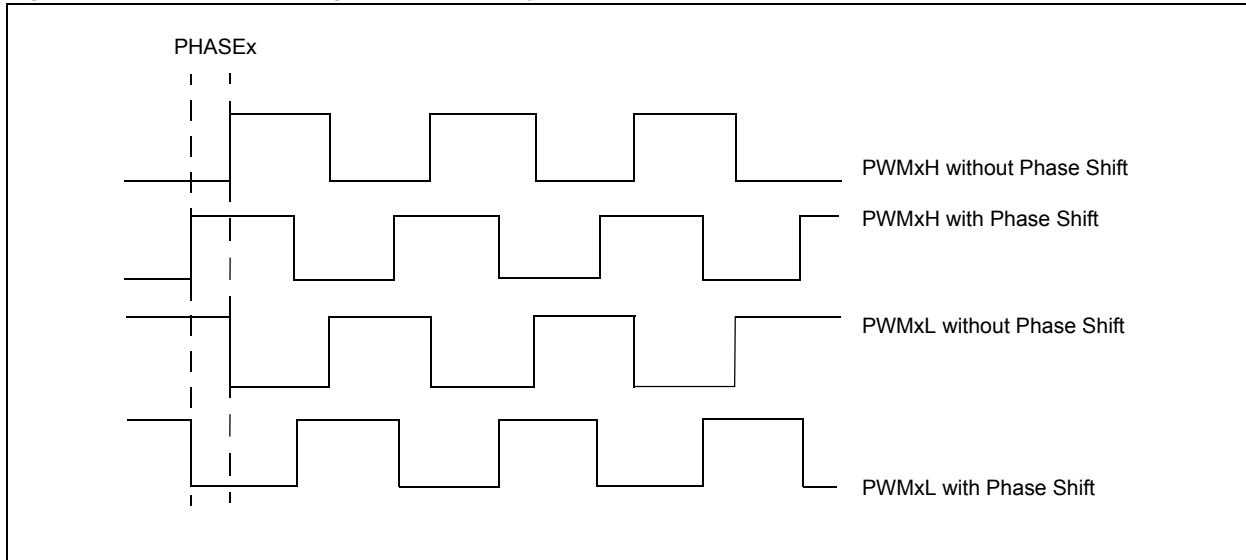 PHASEx
PWMxH without Phase Shift
PWMxH with Phase Shift
PWMxL without Phase Shift
PWMxL with Phase Shift